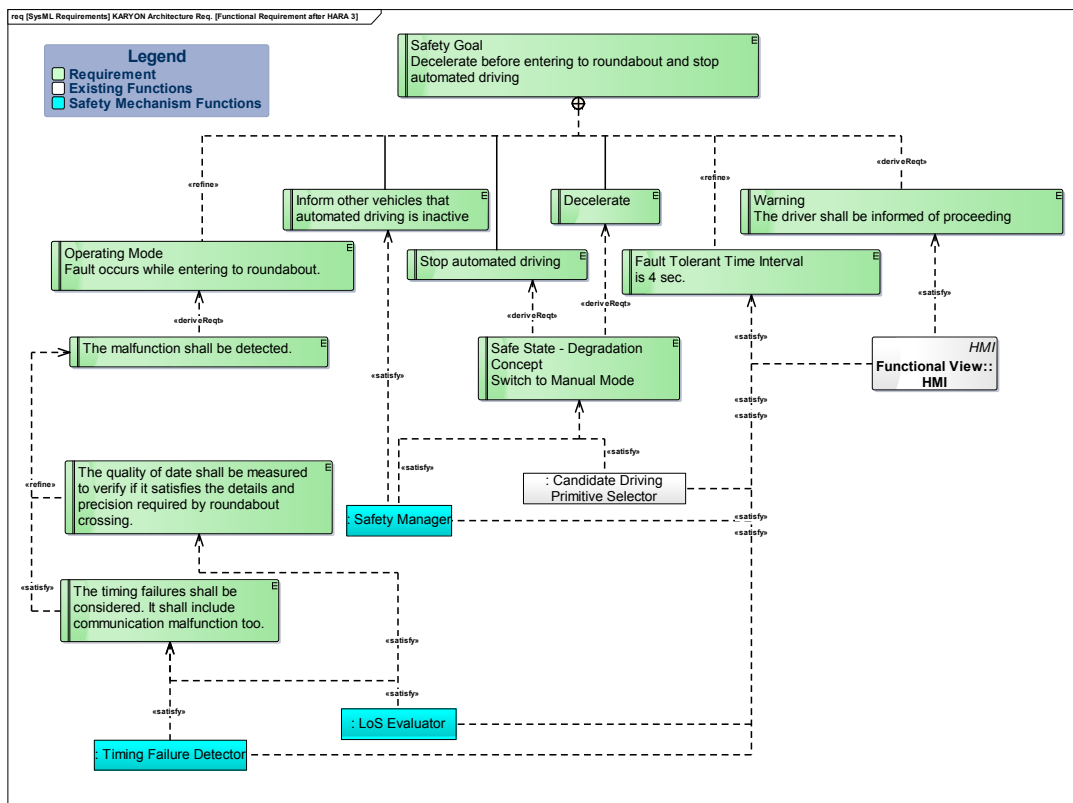 req [SysML Requirements] KARYON Architecture Req. [Functional Requirement after HARA 3]
Legend
Requirement
Existing Functions
Safety Mechanism Functions
Safety Goal
Decelerate before entering to roundabout and stop
automated driving
E
«refine»
«refine»
«deriveReqt»
Inform other vehicles that
automated driving is inactive
E
Decelerate
E
Warning
The driver shall be informed of proceeding
E
Operating Mode
Fault occurs while entering to roundabout.
E
Stop automated driving
E
Fault Tolerant Time Interval
is 4 sec.
E
«deriveReqt»
«deriveReqt»
«deriveReqt»
«satisfy»
«satisfy»
The malfunction shall be detected.
E
Safe State - Degradation
Concept
Switch to Manual Mode
E
HMI
Functional View::
HMI
«satisfy»
«satisfy»
«satisfy»
«satisfy»
«satisfy»
The quality of date shall be measured
to verify if it satisfies the details and
precision required by roundabout
crossing.
E
«refine»
: Candidate Driving
Primitive Selector
: Safety Manager
«satisfy»
«satisfy»
The timing failures shall be
considered. It shall include
communication malfunction too.
E
«satisfy»
«satisfy»
«satisfy»
: LoS Evaluator
: Timing Failure Detector